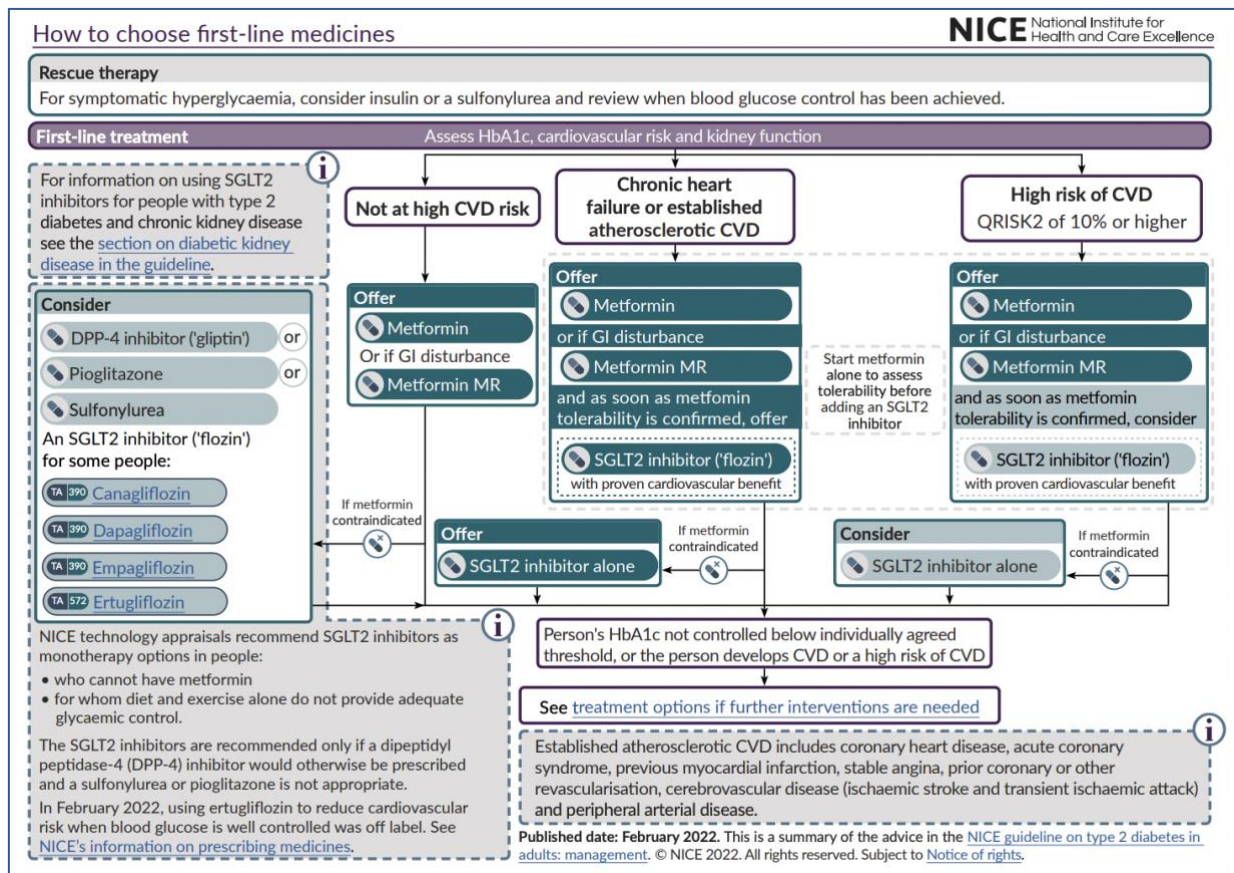 How to choose first-line medicines
NICE National Institute for
Health and Care Excellence
Rescue therapy
For symptomatic hyperglycaemia, consider insulin or a sulfonylurea and review when blood glucose control has been achieved.
First-line treatment
Assess HbA1c, cardiovascular risk and kidney function
i
For information on using SGLT2
inhibitors for people with type 2
diabetes and chronic kidney disease
see the section on diabetic kidney
disease in the guideline.
Consider
DPP-4 inhibitor ('gliptin') or
Pioglitazone or
Sulfonylurea
An SGLT2 inhibitor ('flozin')
for some people:
TA 390 Canagliflozin
TA 390 Dapagliflozin
TA 390 Empagliflozin
TA 572 Ertugliflozin
i
NICE technology appraisals recommend SGLT2 inhibitors as
monotherapy options in people:
• who cannot have metformin
• for whom diet and exercise alone do not provide adequate
glycaemic control.
The SGLT2 inhibitors are recommended only if a dipeptidyl
peptidase-4 (DPP-4) inhibitor would otherwise be prescribed
and a sulfonylurea or pioglitazone is not appropriate.
In February 2022, using ertugliflozin to reduce cardiovascular
risk when blood glucose is well controlled was off label. See
NICE's information on prescribing medicines.
Not at high CVD risk
Offer
Metformin
Or if GI disturbance
Metformin MR
If metformin
contraindicated
Chronic heart
failure or established
atherosclerotic CVD
Offer
Metformin
or if GI disturbance
Metformin MR
and as soon as metfomin
tolerability is confirmed, offer
SGLT2 inhibitor ('flozin')
with proven cardiovascular benefit
Offer
SGLT2 inhibitor alone
If metformin
contraindicated
Start metformin
alone to assess
tolerability before
adding an SGLT2
inhibitor
High risk of CVD
QRISK2 of 10% or higher
Offer
Metformin
or if GI disturbance
Metformin MR
and as soon as metfomin
tolerability is confirmed, consider
SGLT2 inhibitor ('flozin')
with proven cardiovascular benefit
Consider
SGLT2 inhibitor alone
If metformin
contraindicated
Person's HbA1c not controlled below individually agreed
threshold, or the person develops CVD or a high risk of CVD
See treatment options if further interventions are needed
i
Established atherosclerotic CVD includes coronary heart disease, acute coronary
syndrome, previous myocardial infarction, stable angina, prior coronary or other
revascularisation, cerebrovascular disease (ischaemic stroke and transient ischaemic attack)
and peripheral arterial disease.
Published date: February 2022. This is a summary of the advice in the NICE guideline on type 2 diabetes in
adults: management. © NICE 2022. All rights reserved. Subject to Notice of rights.